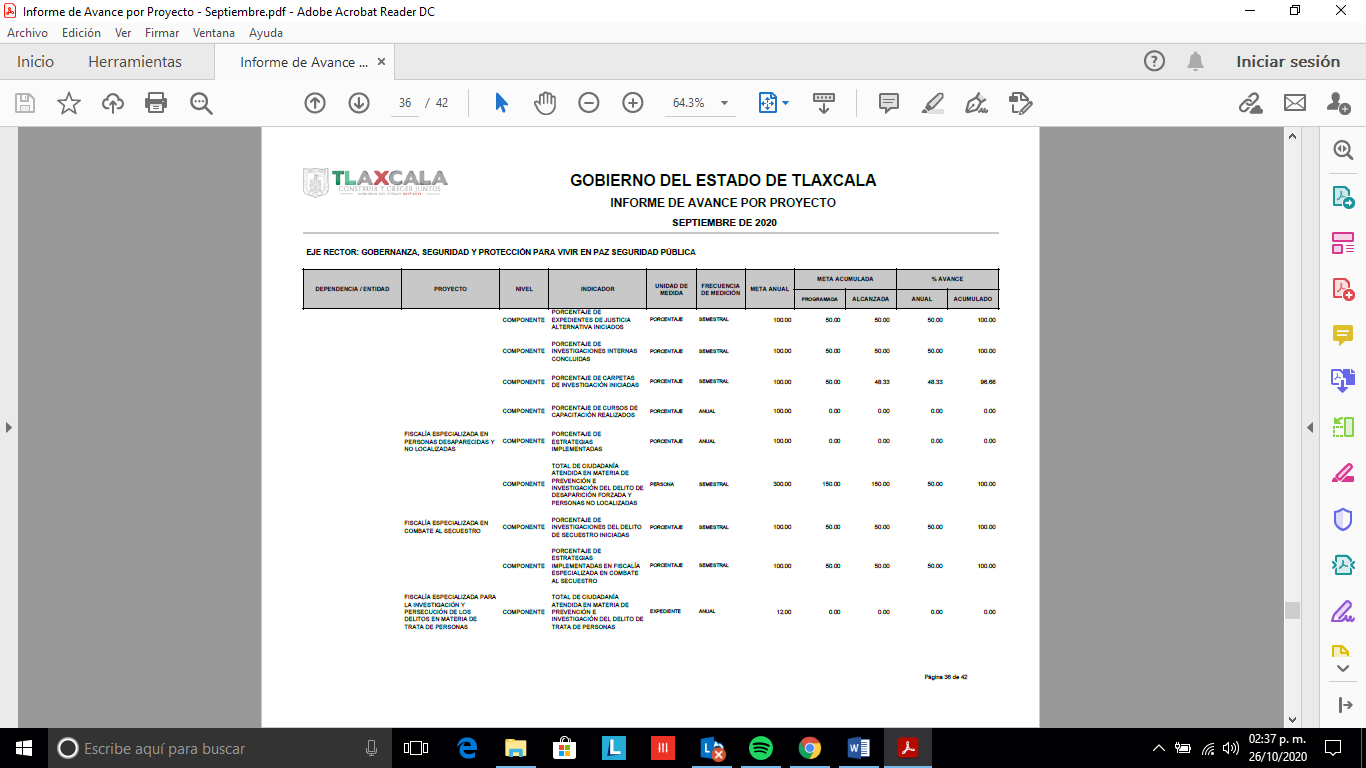 Informe de Avance por Proyecto - Septiembre.pdf - Adobe Acrobat Reader DC
Archivo Edición Ver Firmar Ventana Ayuda
Inicio Herramientas Informe de Avance ... × Iniciar sesión
36 / 42 64.3%
TLAXCALA
CONSTRUIR Y CRECER JUNTOS
GOBIERNO DEL ESTADO DE TLAXCALA
INFORME DE AVANCE POR PROYECTO
SEPTIEMBRE DE 2020
EJE RECTOR: GOBERNANZA, SEGURIDAD Y PROTECCIÓN PARA VIVIR EN PAZ SEGURIDAD PÚBLICA
DEPENDENCIA / ENTIDAD PROYECTO NIVEL INDICADOR UNIDAD DE MEDIDA FRECUENCIA DE MEDICIÓN META ANUAL META ACUMULADA % AVANCE
PROGRAMADA ALCANZADA ANUAL ACUMULADO
PORCENTAJE DE
EXPEDIENTES DE JUSTICIA
ALTERNATIVA INICIADOS
COMPONENTE PORCENTAJE SEMESTRAL 100.00 50.00 50.00 50.00 100.00
PORCENTAJE DE
INVESTIGACIONES INTERNAS
CONCLUIDAS
COMPONENTE PORCENTAJE SEMESTRAL 100.00 50.00 50.00 50.00 100.00
PORCENTAJE DE CARPETAS
DE INVESTIGACIÓN INICIADAS
COMPONENTE PORCENTAJE SEMESTRAL 100.00 50.00 48.33 48.33 96.66
PORCENTAJE DE CURSOS DE
CAPACITACIÓN REALIZADOS
COMPONENTE PORCENTAJE ANUAL 100.00 0.00 0.00 0.00 0.00
FISCALÍA ESPECIALIZADA EN
PERSONAS DESAPARECIDAS Y
NO LOCALIZADAS
COMPONENTE
PORCENTAJE DE
ESTRATEGIAS
IMPLEMENTADAS
PORCENTAJE ANUAL 100.00 0.00 0.00 0.00 0.00
COMPONENTE
TOTAL DE CIUDADANÍA
ATENDIDA EN MATERIA DE
PREVENCIÓN E
INVESTIGACIÓN DEL DELITO DE
DESAPARICIÓN FORZADA Y
PERSONAS NO LOCALIZADAS
PERSONA SEMESTRAL 300.00 150.00 150.00 50.00 100.00
FISCALÍA ESPECIALIZADA EN
COMBATE AL SECUESTRO
COMPONENTE
PORCENTAJE DE
INVESTIGACIONES DEL DELITO
DE SECUESTRO INICIADAS
PORCENTAJE SEMESTRAL 100.00 50.00 50.00 50.00 100.00
COMPONENTE
PORCENTAJE DE
ESTRATEGIAS
IMPLEMENTADAS EN FISCALÍA
ESPECIALIZADA EN COMBATE
AL SECUESTRO
PORCENTAJE SEMESTRAL 100.00 50.00 50.00 50.00 100.00
FISCALÍA ESPECIALIZADA PARA
LA INVESTIGACIÓN Y
PERSECUCIÓN DE LOS
DELITOS EN MATERIA DE
TRATA DE PERSONAS
COMPONENTE
TOTAL DE CIUDADANÍA
ATENDIDA EN MATERIA DE
PREVENCIÓN E
INVESTIGACIÓN DEL DELITO DE
TRATA DE PERSONAS
EXPEDIENTE ANUAL 12.00 0.00 0.00 0.00 0.00
Página 36 de 42
Escribe aquí para buscar
02:37 p. m.
26/10/2020